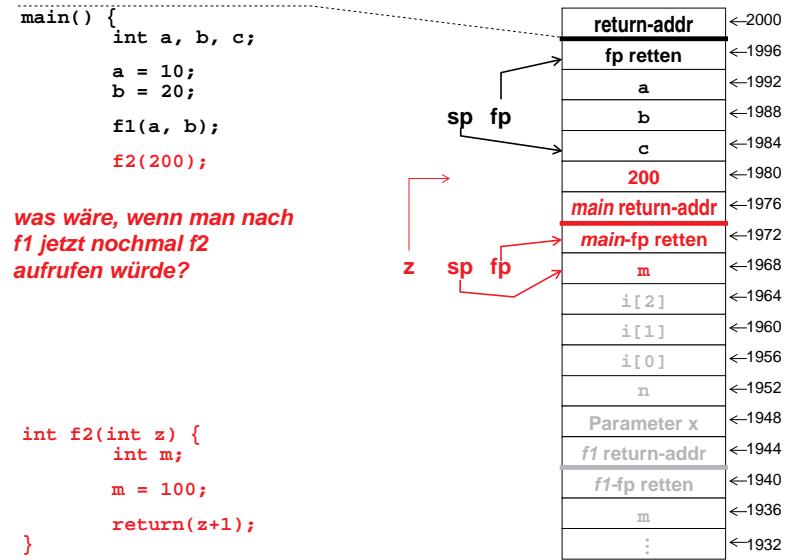 main() {
int a, b, c;
a = 10;
b = 20;
f1(a, b);
f2(200);
was wäre, wenn man nach
f1 jetzt nochmal f2
aufrufen würde?
int f2(int z) {
int m;
m = 100;
return(z+1);
}
sp fp
z sp fp
return-addr ←2000
fp retten ←1996
a ←1992
b ←1988
c ←1984
200 ←1980
main return-addr ←1976
main-fp retten ←1972
m ←1968
i[2] ←1964
i[1] ←1960
i[0] ←1956
n ←1952
Parameter x ←1948
f1 return-addr ←1944
f1-fp retten ←1940
m ←1936
⋮ ←1932